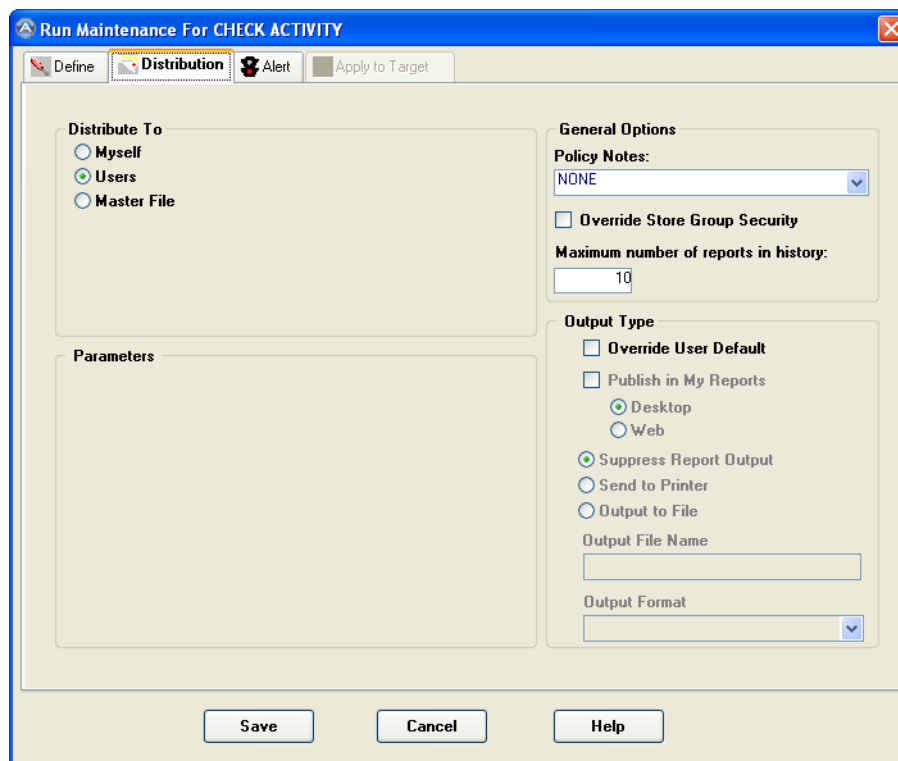 Run Maintenance For CHECK ACTIVITY
Define
Distribution
Alert
Apply to Target
Distribute To
Myself
Users
Master File
Parameters
General Options
Policy Notes:
NONE
Override Store Group Security
Maximum number of reports in history:
10
Output Type
Override User Default
Publish in My Reports
Desktop
Web
Suppress Report Output
Send to Printer
Output to File
Output File Name
Output Format
Save
Cancel
Help